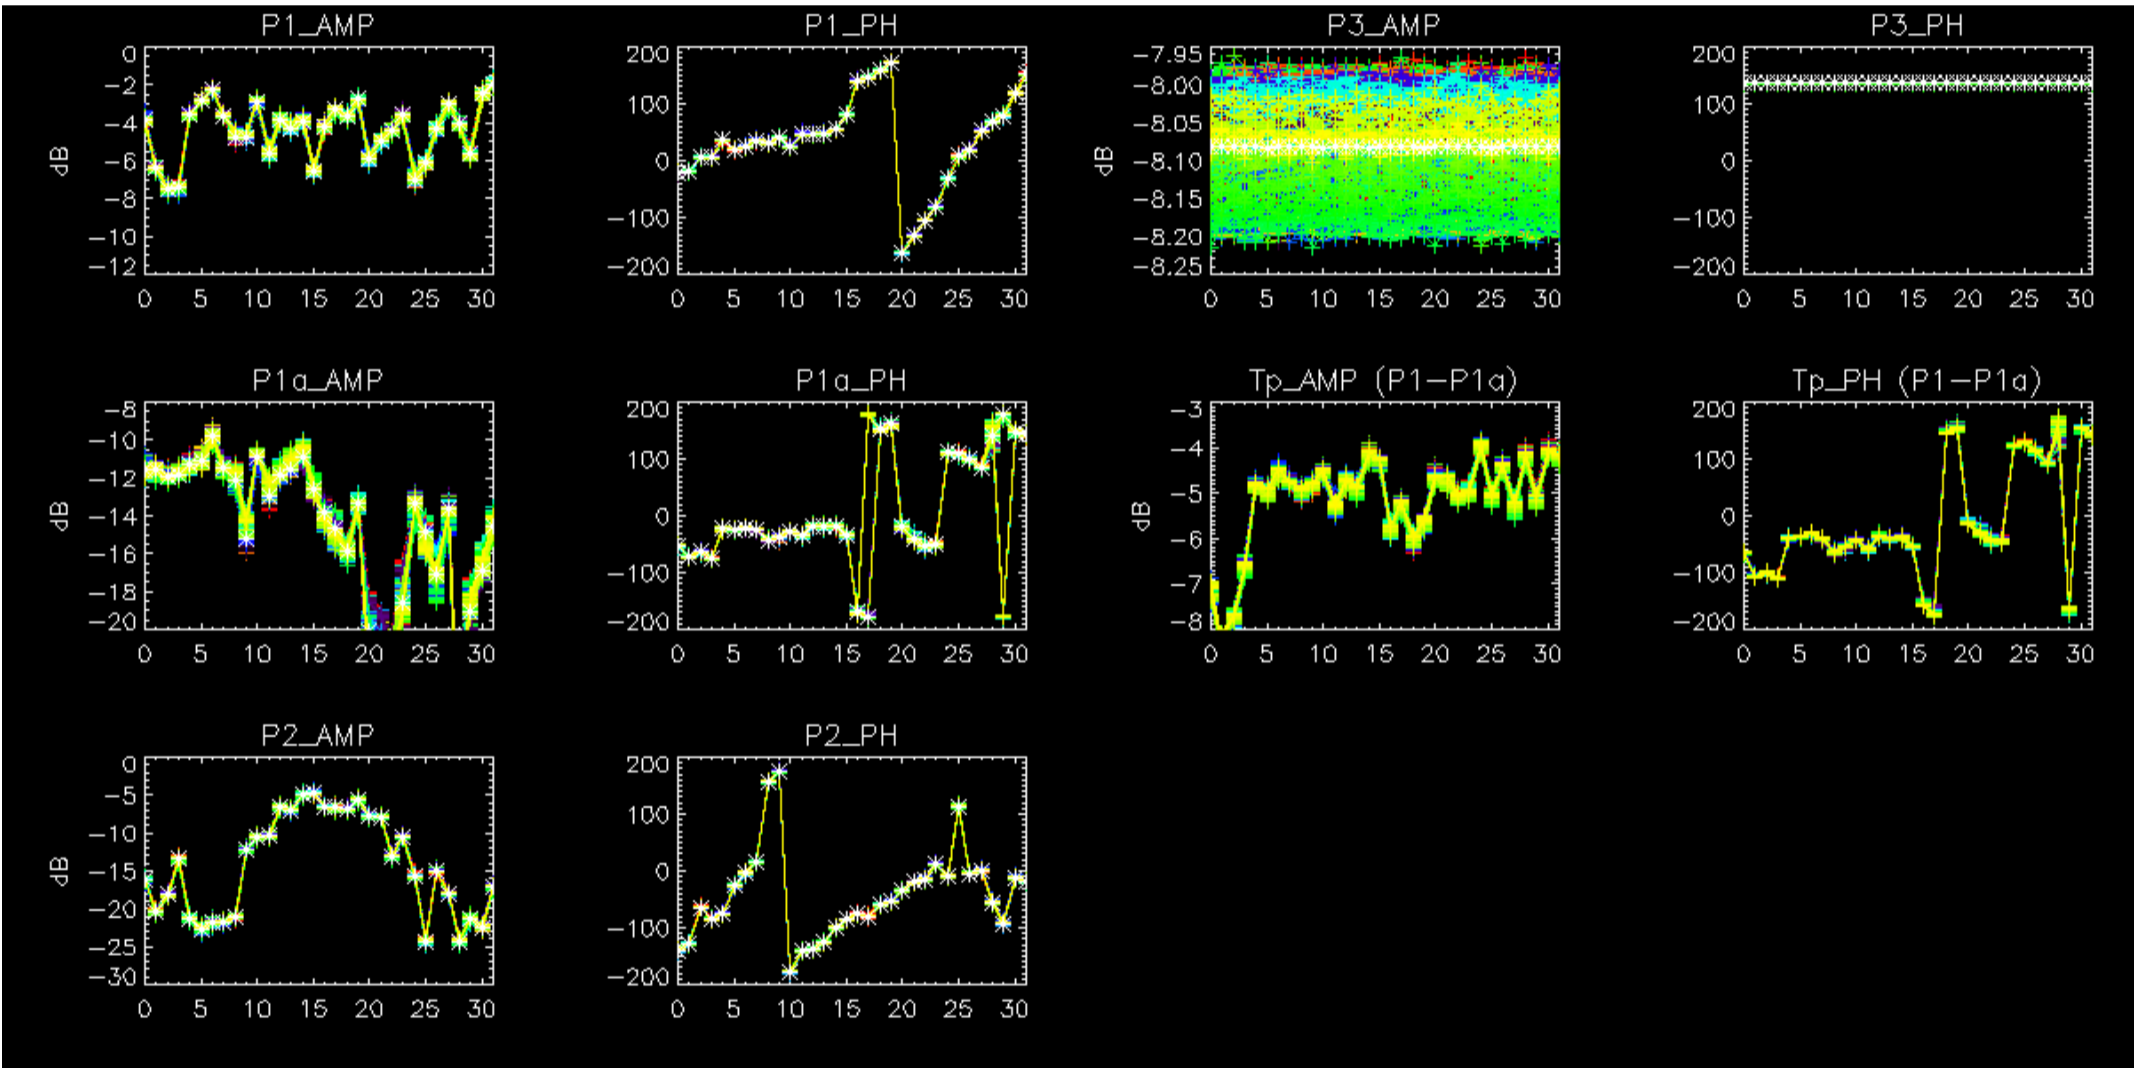 P1_AMP
0
−2
−4
−6
−8
−10
−12
dB
0 5 10 15 20 25 30
P1_PH
200
100
0
−100
−200
0 5 10 15 20 25 30
P3_AMP
−7.95
−8.00
−8.05
−8.10
−8.15
−8.20
−8.25
dB
0 5 10 15 20 25 30
P3_PH
200
100
0
−100
−200
0 5 10 15 20 25 30
P1a_AMP
−8
−10
−12
−14
−16
−18
−20
dB
0 5 10 15 20 25 30
P1a_PH
200
100
0
−100
−200
0 5 10 15 20 25 30
Tp_AMP (P1−P1a)
−3
−4
−5
−6
−7
−8
dB
0 5 10 15 20 25 30
Tp_PH (P1−P1a)
200
100
0
−100
−200
0 5 10 15 20 25 30
P2_AMP
0
−5
−10
−15
−20
−25
−30
dB
0 5 10 15 20 25 30
P2_PH
200
100
0
−100
−200
0 5 10 15 20 25 30